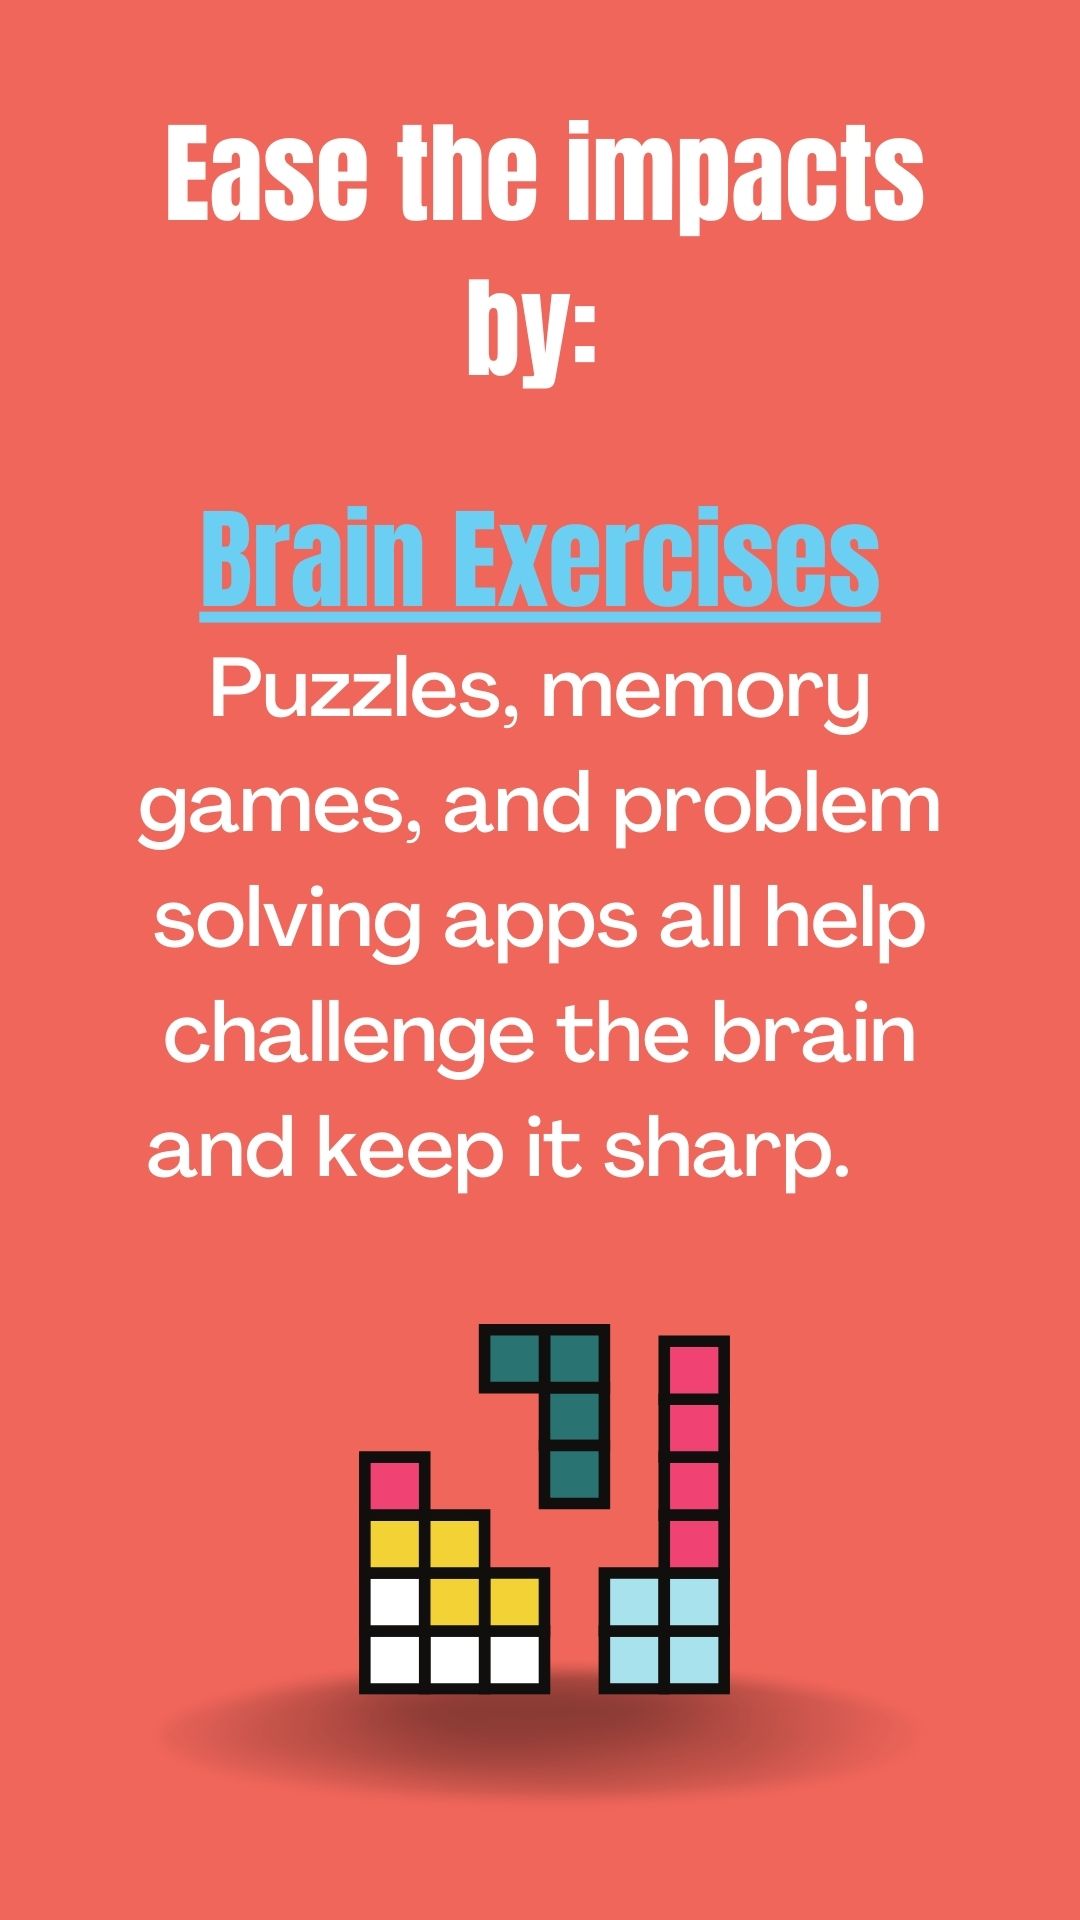 Ease the impacts
by:
Brain Exercises
Puzzles, memory
games, and problem
solving apps all help
challenge the brain
and keep it sharp.